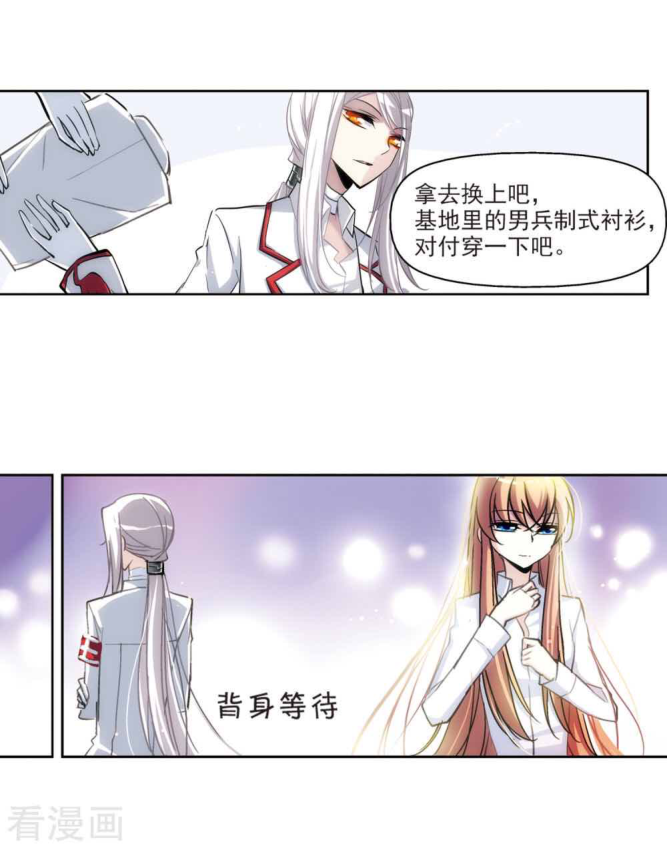 拿去换上吧，
基地里的男兵制式衬衫，
对付穿一下吧。
背身等待
看漫画